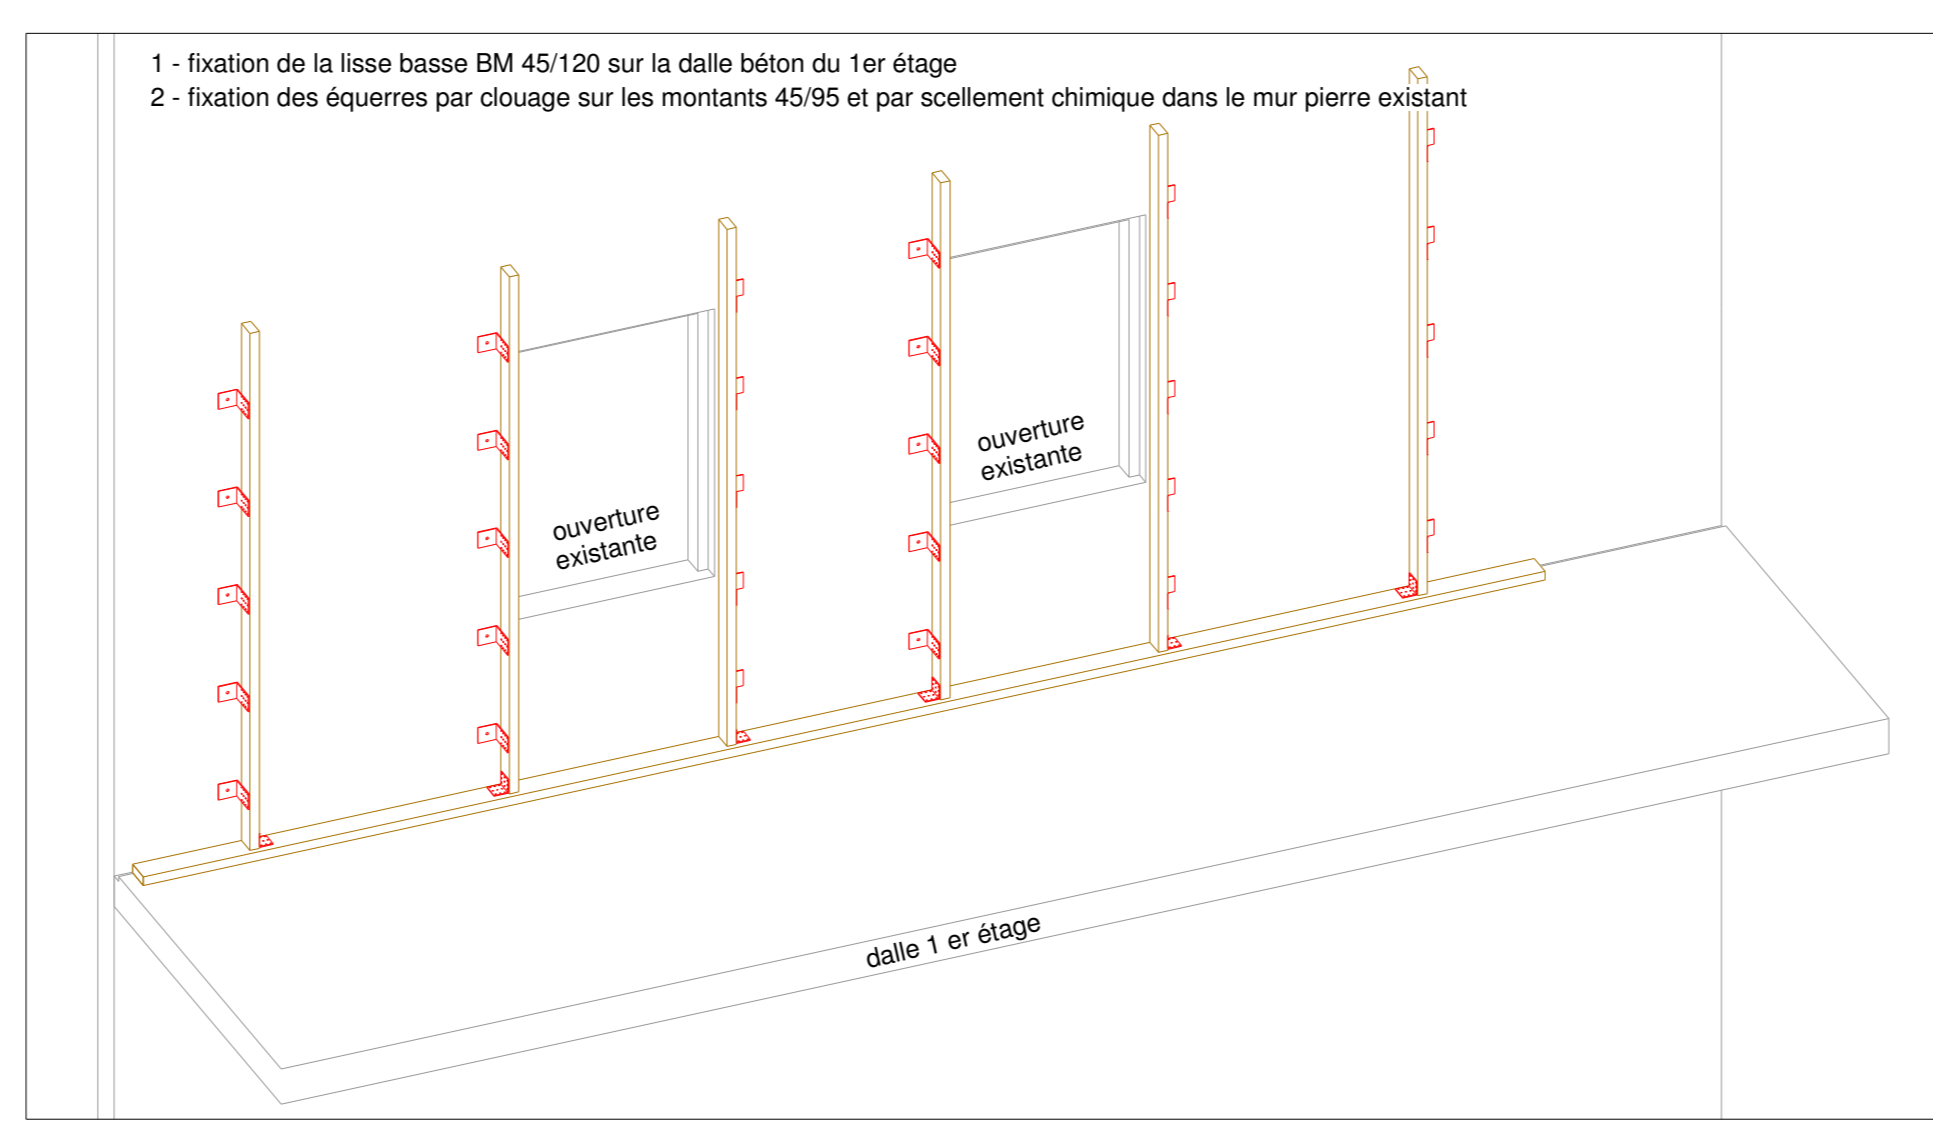 1 - fixation de la lisse basse BM 45/120 sur la dalle béton du 1er étage
2 - fixation des équerres par clouage sur les montants 45/95 et par scellement chimique dans le mur pierre existant
ouverture
existante
ouverture
existante
dalle 1 er étage